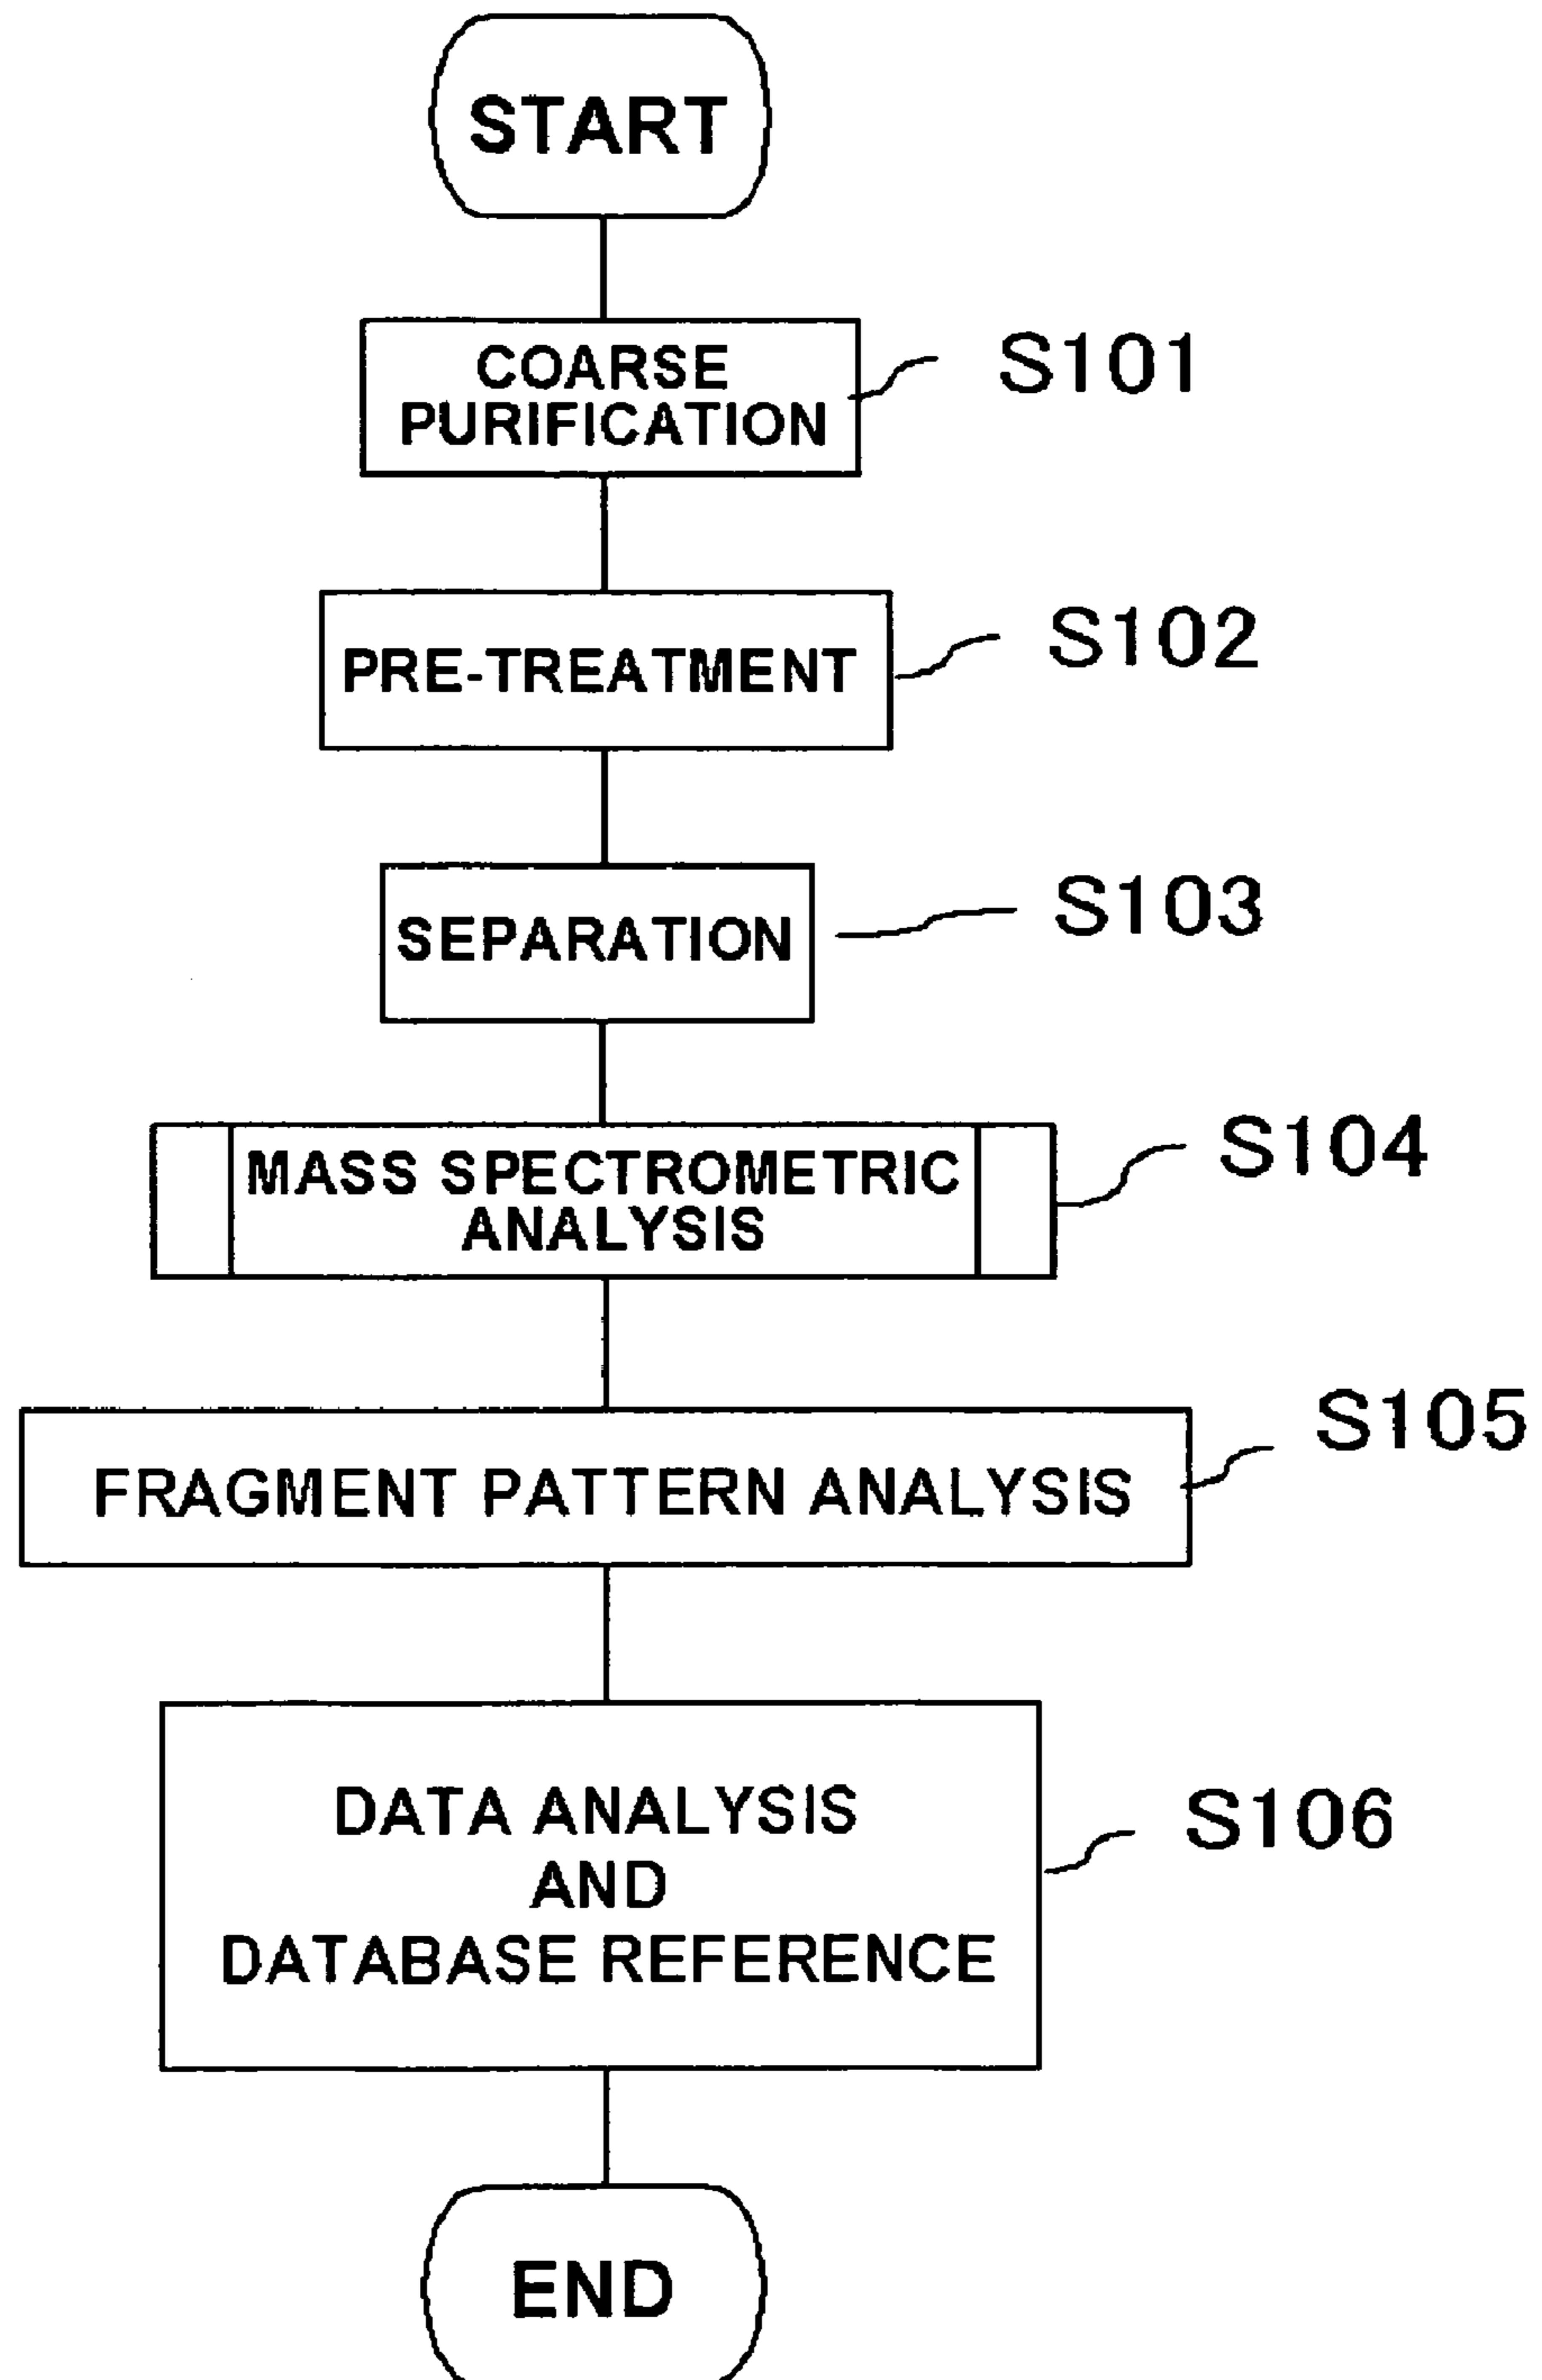 START
COARSE
PURIFICATION
S101
PRE-TREATMENT
S102
SEPARATION
S103
MASS SPECTROMETRIC
ANALYSIS
S104
FRAGMENT PATTERN ANALYSIS
S105
DATA ANALYSIS
AND
DATABASE REFERENCE
S106
END